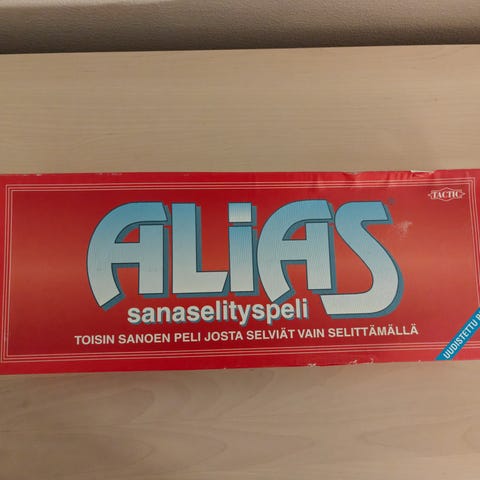 TACTIC
ALiAS
sanaselityspeli
TOISIN SANOEN PELI JOSTA SELVIÄT VAIN SELITTÄMÄLLÄ
UUDISTETTU